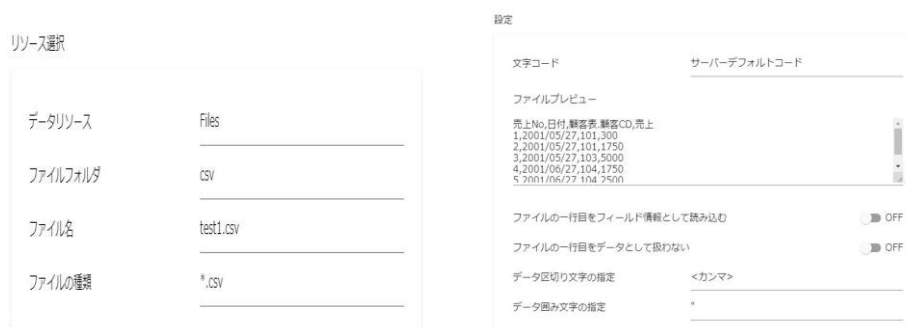 リソース選択
データリソース Files
ファイルフォルダ csv
ファイル名 test1.csv
ファイルの種類 *.csv
設定
文字コード サーバーデフォルトコード
ファイルプレビュー
売上No,日付,顧客表.顧客CD,売上
1,2001/05/27,101,300
2,2001/05/27,101,1750
3,2001/05/27,103,5000
4,2001/06/27,104,1750
5,2001/06/27,104,2500
ファイルの一行目をフィールド情報として読み込む OFF
ファイルの一行目をデータとして扱わない OFF
データ区切り文字の指定 <カンマ>
データ囲み文字の指定 "